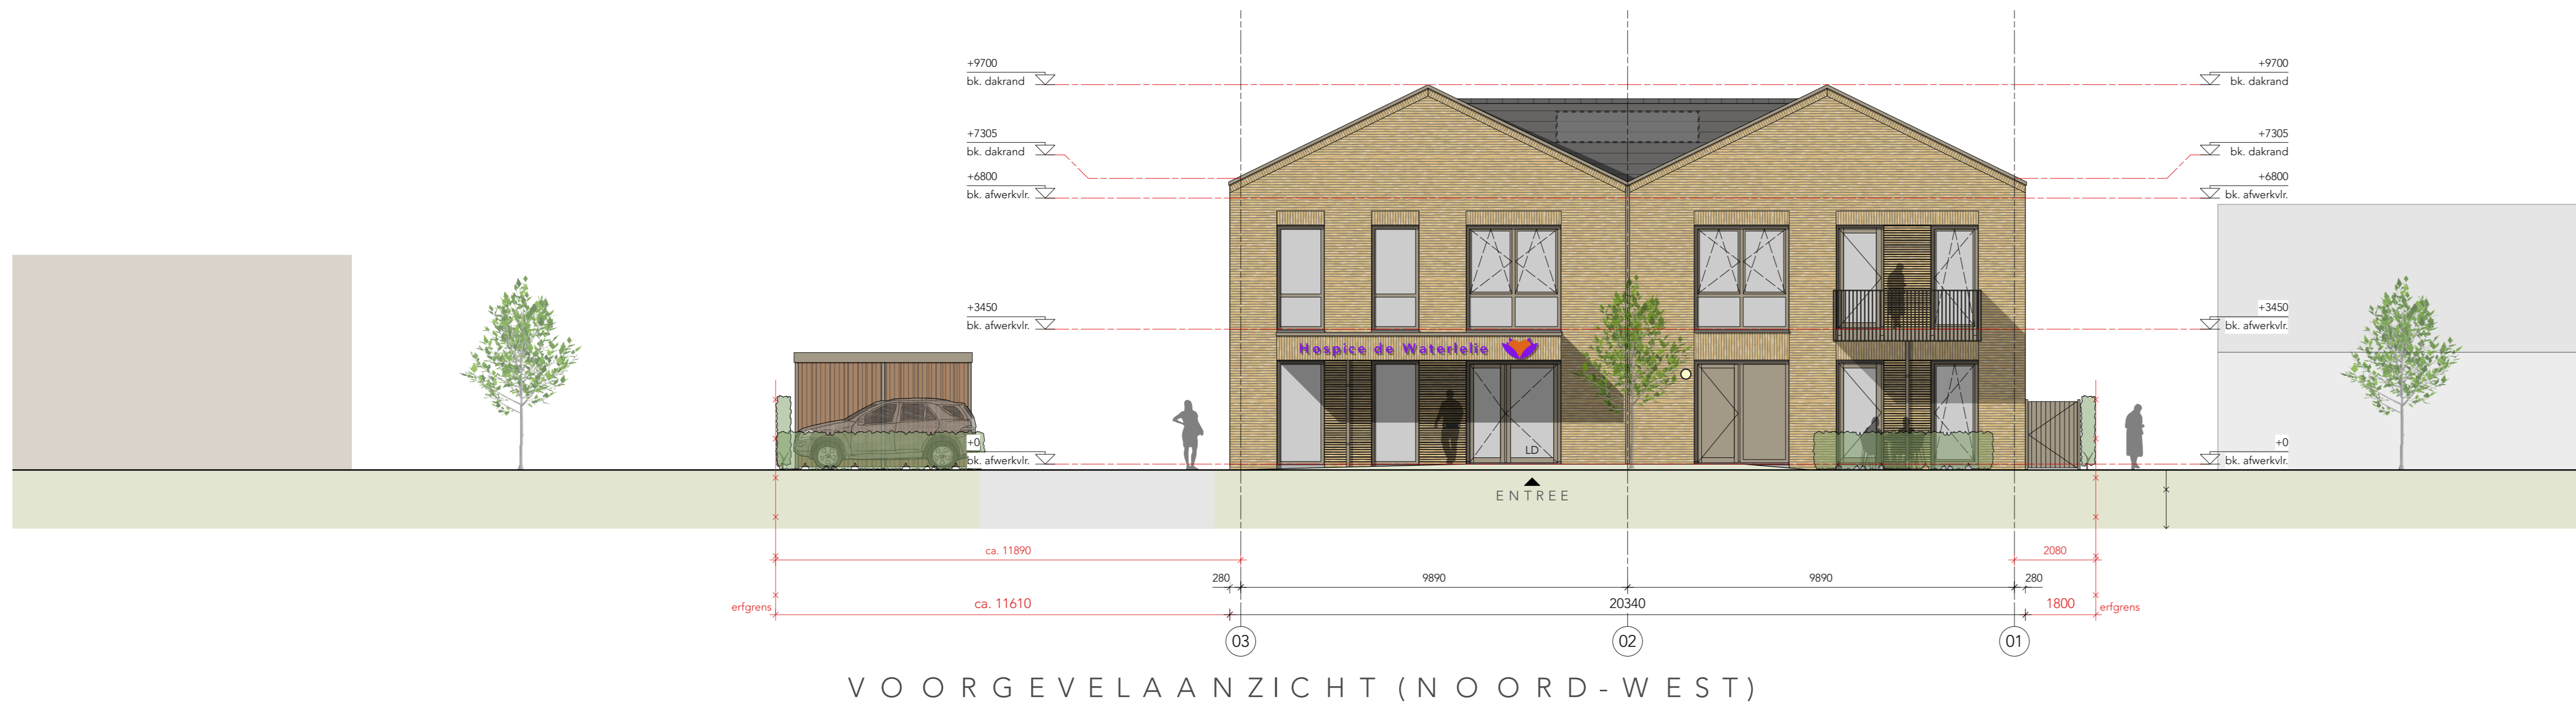 +9700
bk. dakrand
+9700
bk. dakrand
+7305
bk. dakrand
+7305
bk. dakrand
+6800
bk. afwerkvlr.
+6800
bk. afwerkvlr.
+3450
bk. afwerkvlr.
+3450
bk. afwerkvlr.
Hospice de Waterlelie
+0
bk. afwerkvlr.
LD
+0
bk. afwerkvlr.
ENTREE
ca. 11890
2080
280
9890
9890
280
erfgrens
ca. 11610
20340
1800
erfgrens
03
02
01
VOORGEVELAANZICHT (NOORD-WEST)